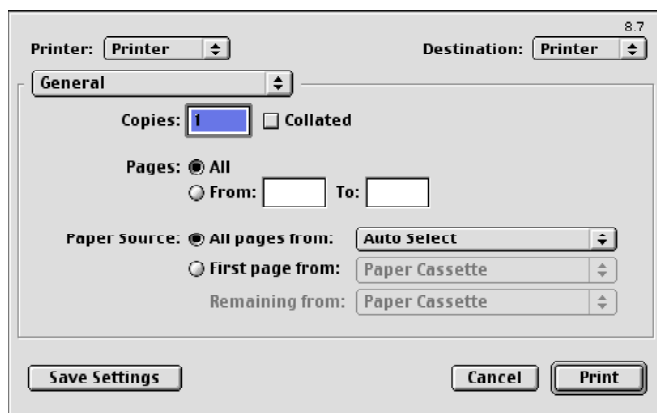 8.7
Printer: Printer Destination: Printer
General
Copies: 1 Collated
Pages: All
From: To:
Paper Source: All pages from: Auto Select
First page from: Paper Cassette
Remaining from: Paper Cassette
Save Settings Cancel Print